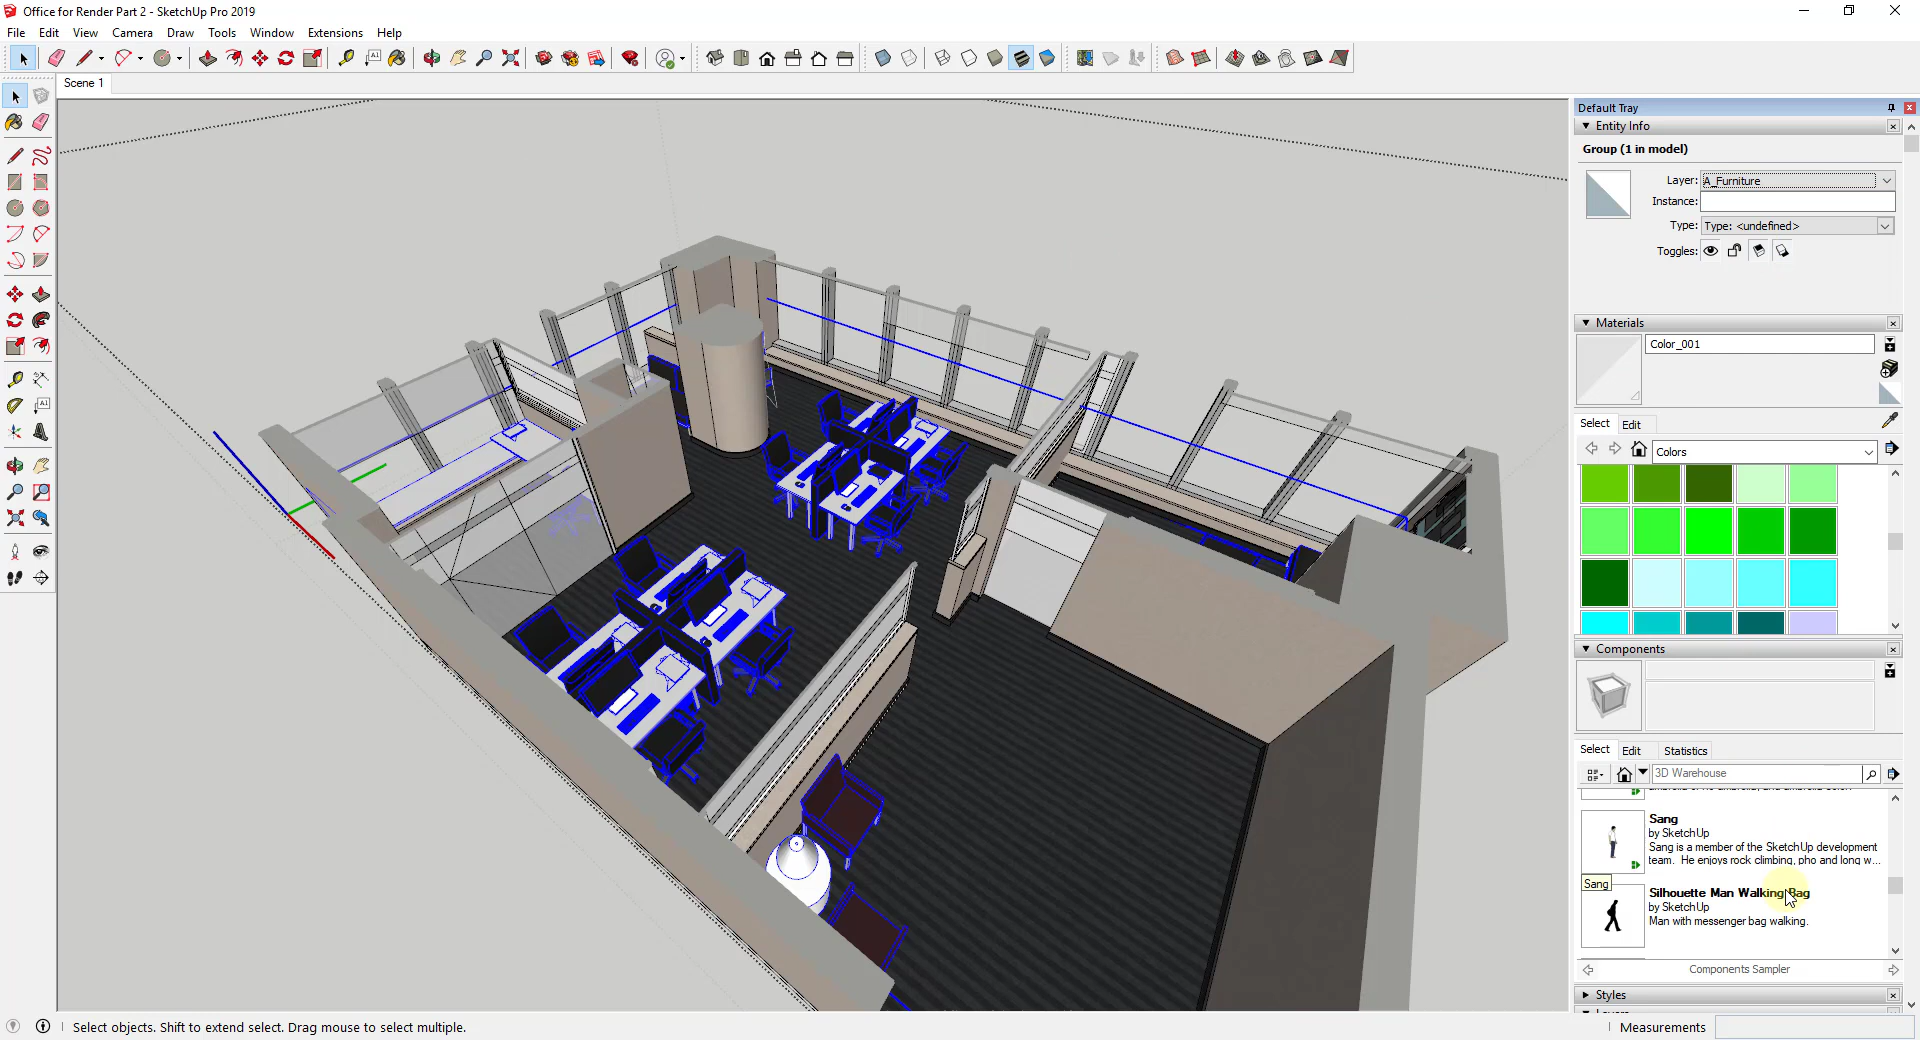 Office for Render Part 2 - SketchUp Pro 2019
File Edit View Camera Draw Tools Window Extensions Help
Scene 1
Default Tray
Entity Info
Group (1 in model)
Layer: A_Furniture
Instance:
Type: Type: <undefined>
Toggles:
Materials
Color_001
Select Edit
Colors
Components
Select Edit Statistics
3D Warehouse
Sang
by SketchUp
Sang is a member of the SketchUp development
team. He enjoys rock climbing, pho and long w...
Sang
Silhouette Man Walking Bag
by SketchUp
Man with messenger bag walking.
Components Sampler
Styles
Select objects. Shift to extend select. Drag mouse to select multiple.
Measurements